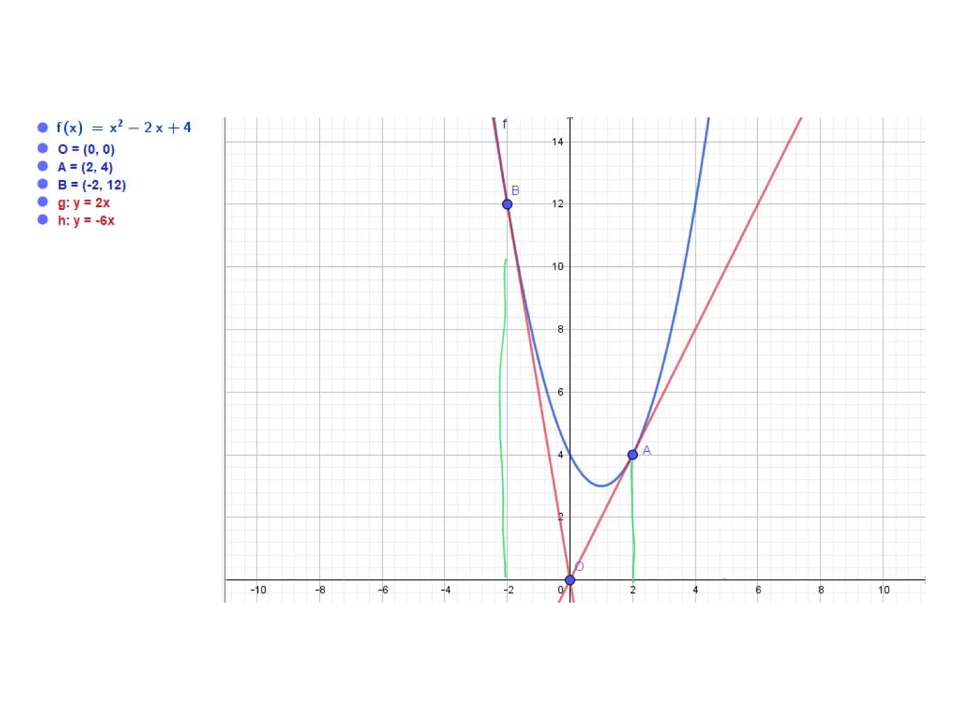 f(x) = x² − 2 x + 4
O = (0, 0)
A = (2, 4)
B = (-2, 12)
g: y = 2x
h: y = -6x
f
14
B
12
10
8
6
4
A
2
O
-10 -8 -6 -4 -2 0 2 4 6 8 10